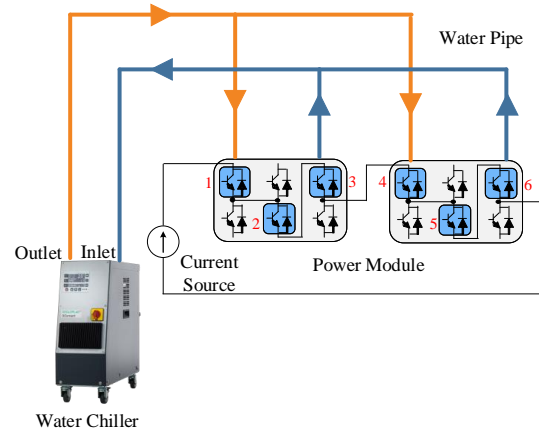 Water Pipe
1
3
4
6
2
5
Outlet
Inlet
Current
Source
Power Module
Water Chiller